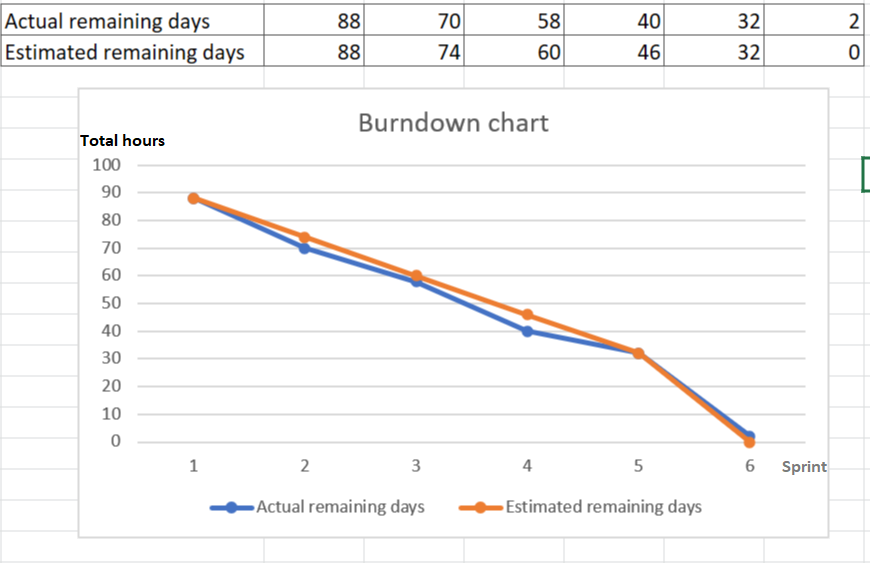 Actual remaining days 88 70 58 40 32 2
Estimated remaining days 88 74 60 46 32 0
Burndown chart
Total hours
100
90
80
70
60
50
40
30
20
10
0
1 2 3 4 5 6 Sprint
Actual remaining days Estimated remaining days